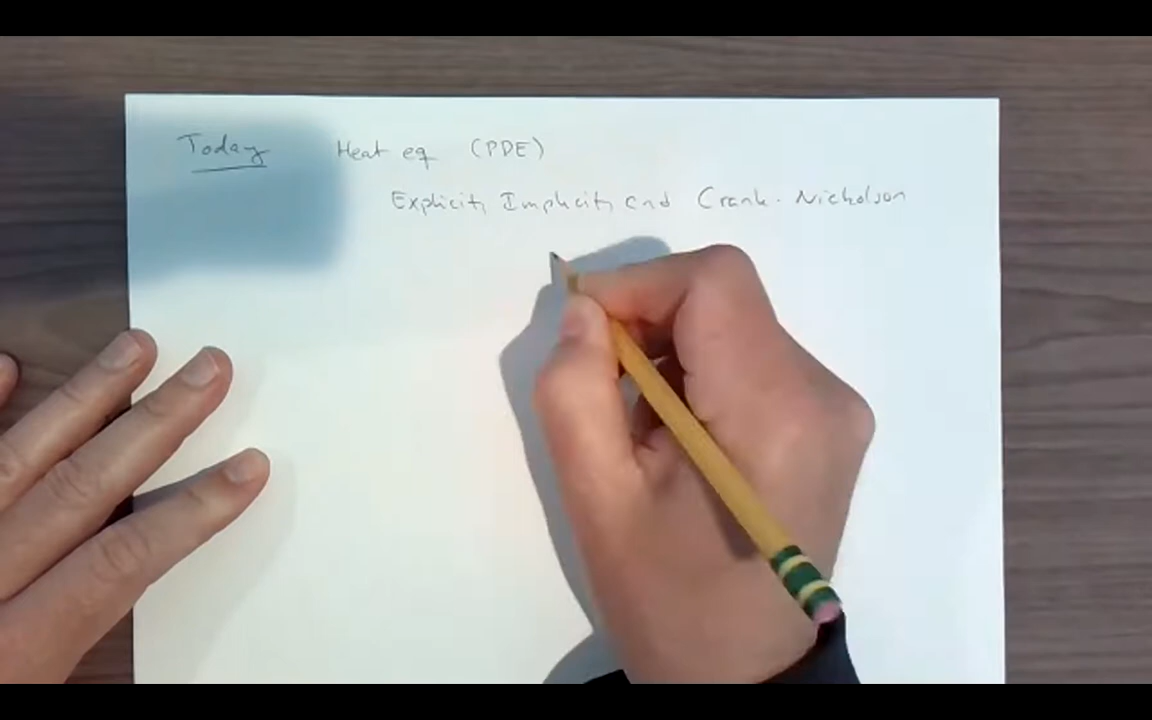 Today Heat eq (PDE)
Explicit, Implicit, and Crank-Nicholson